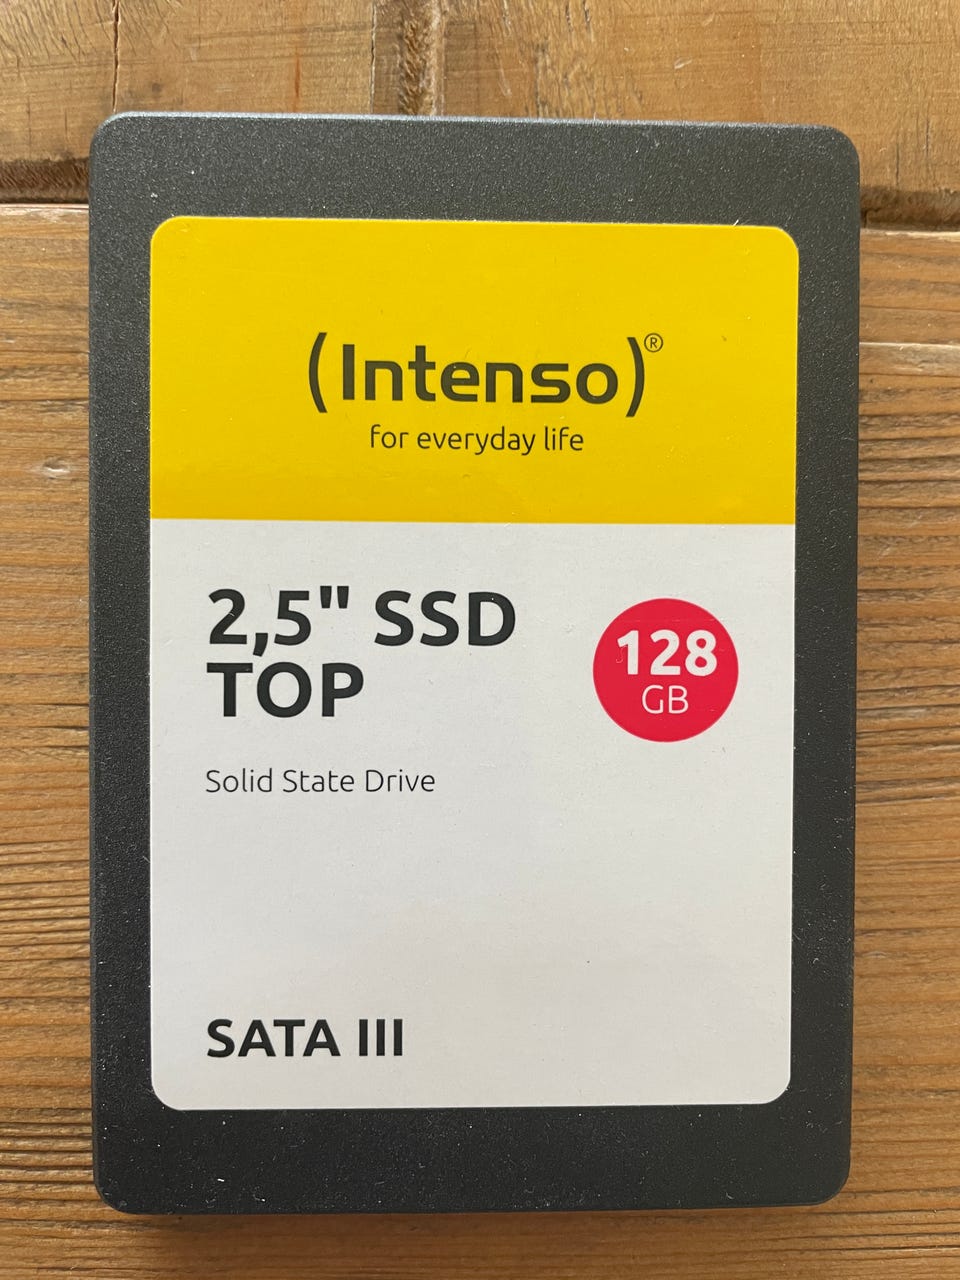 (Intenso)®
for everyday life
2,5" SSD
TOP
128
GB
Solid State Drive
SATA III